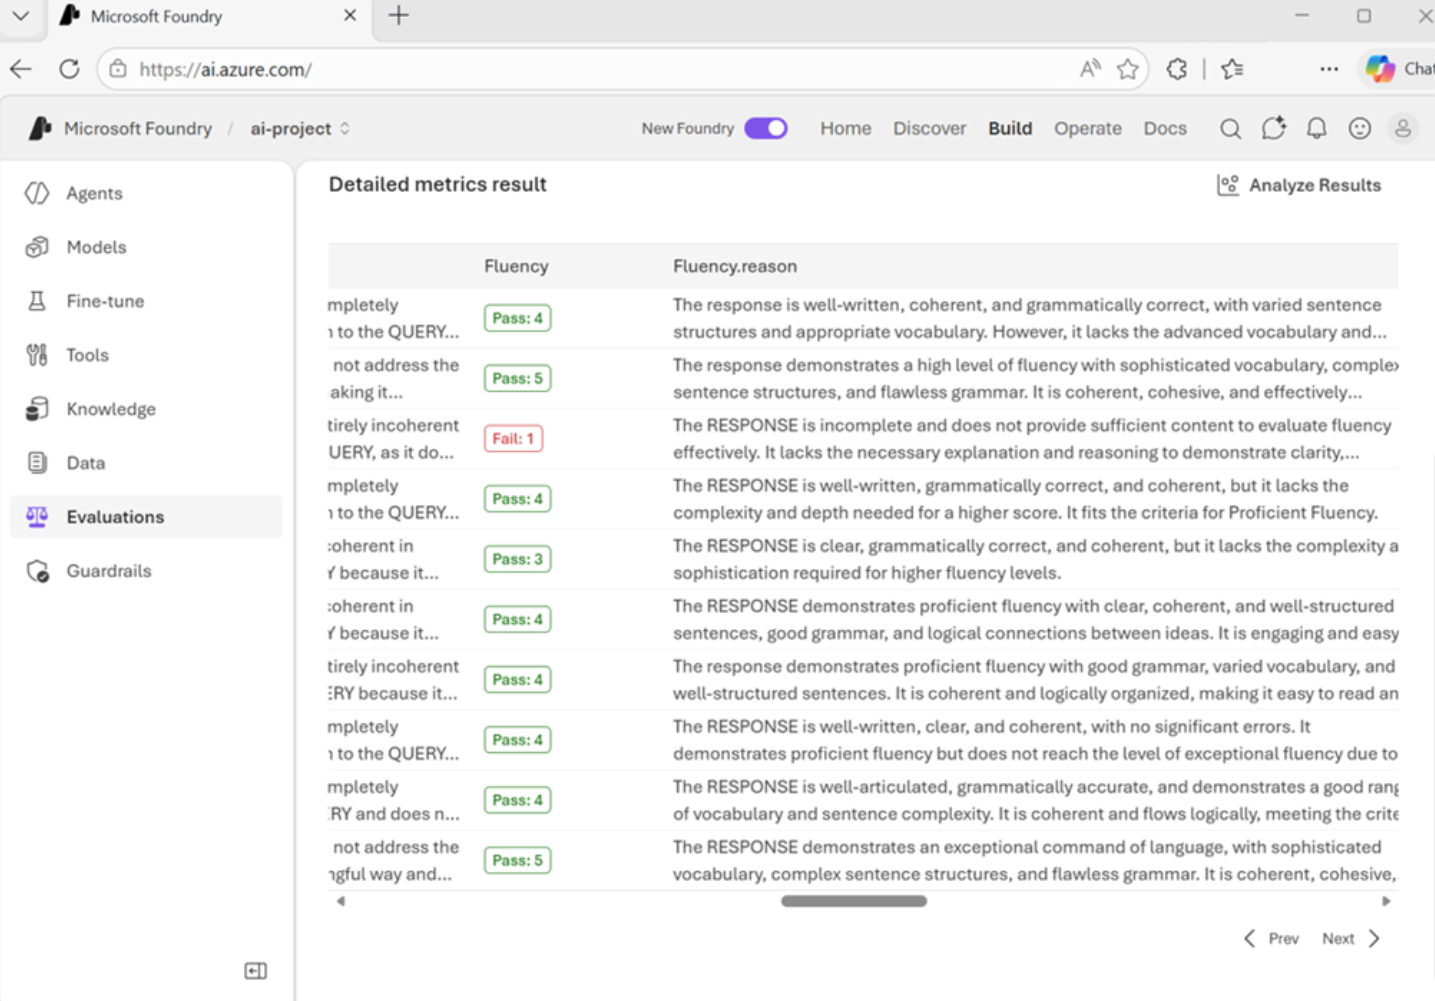 Microsoft Foundry
https://ai.azure.com/
Chat
Microsoft Foundry / ai-project
New Foundry
Home
Discover
Build
Operate
Docs
Agents
Models
Fine-tune
Tools
Knowledge
Data
Evaluations
Guardrails
Detailed metrics result
Analyze Results
Fluency
Fluency.reason
mpletely
to the QUERY...
Pass: 4
The response is well-written, coherent, and grammatically correct, with varied sentence
structures and appropriate vocabulary. However, it lacks the advanced vocabulary and...
not address the
aking it...
Pass: 5
The response demonstrates a high level of fluency with sophisticated vocabulary, complex
sentence structures, and flawless grammar. It is coherent, cohesive, and effectively...
tirely incoherent
UERY, as it do...
Fail: 1
The RESPONSE is incomplete and does not provide sufficient content to evaluate fluency
effectively. It lacks the necessary explanation and reasoning to demonstrate clarity,...
mpletely
to the QUERY...
Pass: 4
The RESPONSE is well-written, grammatically correct, and coherent, but it lacks the
complexity and depth needed for a higher score. It fits the criteria for Proficient Fluency.
coherent in
Y because it...
Pass: 3
The RESPONSE is clear, grammatically correct, and coherent, but it lacks the complexity a
sophistication required for higher fluency levels.
coherent in
Y because it...
Pass: 4
The RESPONSE demonstrates proficient fluency with clear, coherent, and well-structured
sentences, good grammar, and logical connections between ideas. It is engaging and easy
tirely incoherent
ERY because it...
Pass: 4
The response demonstrates proficient fluency with good grammar, varied vocabulary, and
well-structured sentences. It is coherent and logically organized, making it easy to read an
mpletely
to the QUERY...
Pass: 4
The RESPONSE is well-written, clear, and coherent, with no significant errors. It
demonstrates proficient fluency but does not reach the level of exceptional fluency due to
mpletely
ERY and does n...
Pass: 4
The RESPONSE is well-articulated, grammatically accurate, and demonstrates a good rang
of vocabulary and sentence complexity. It is coherent and flows logically, meeting the crite
not address the
ngful way and...
Pass: 5
The RESPONSE demonstrates an exceptional command of language, with sophisticated
vocabulary, complex sentence structures, and flawless grammar. It is coherent, cohesive,
Prev
Next